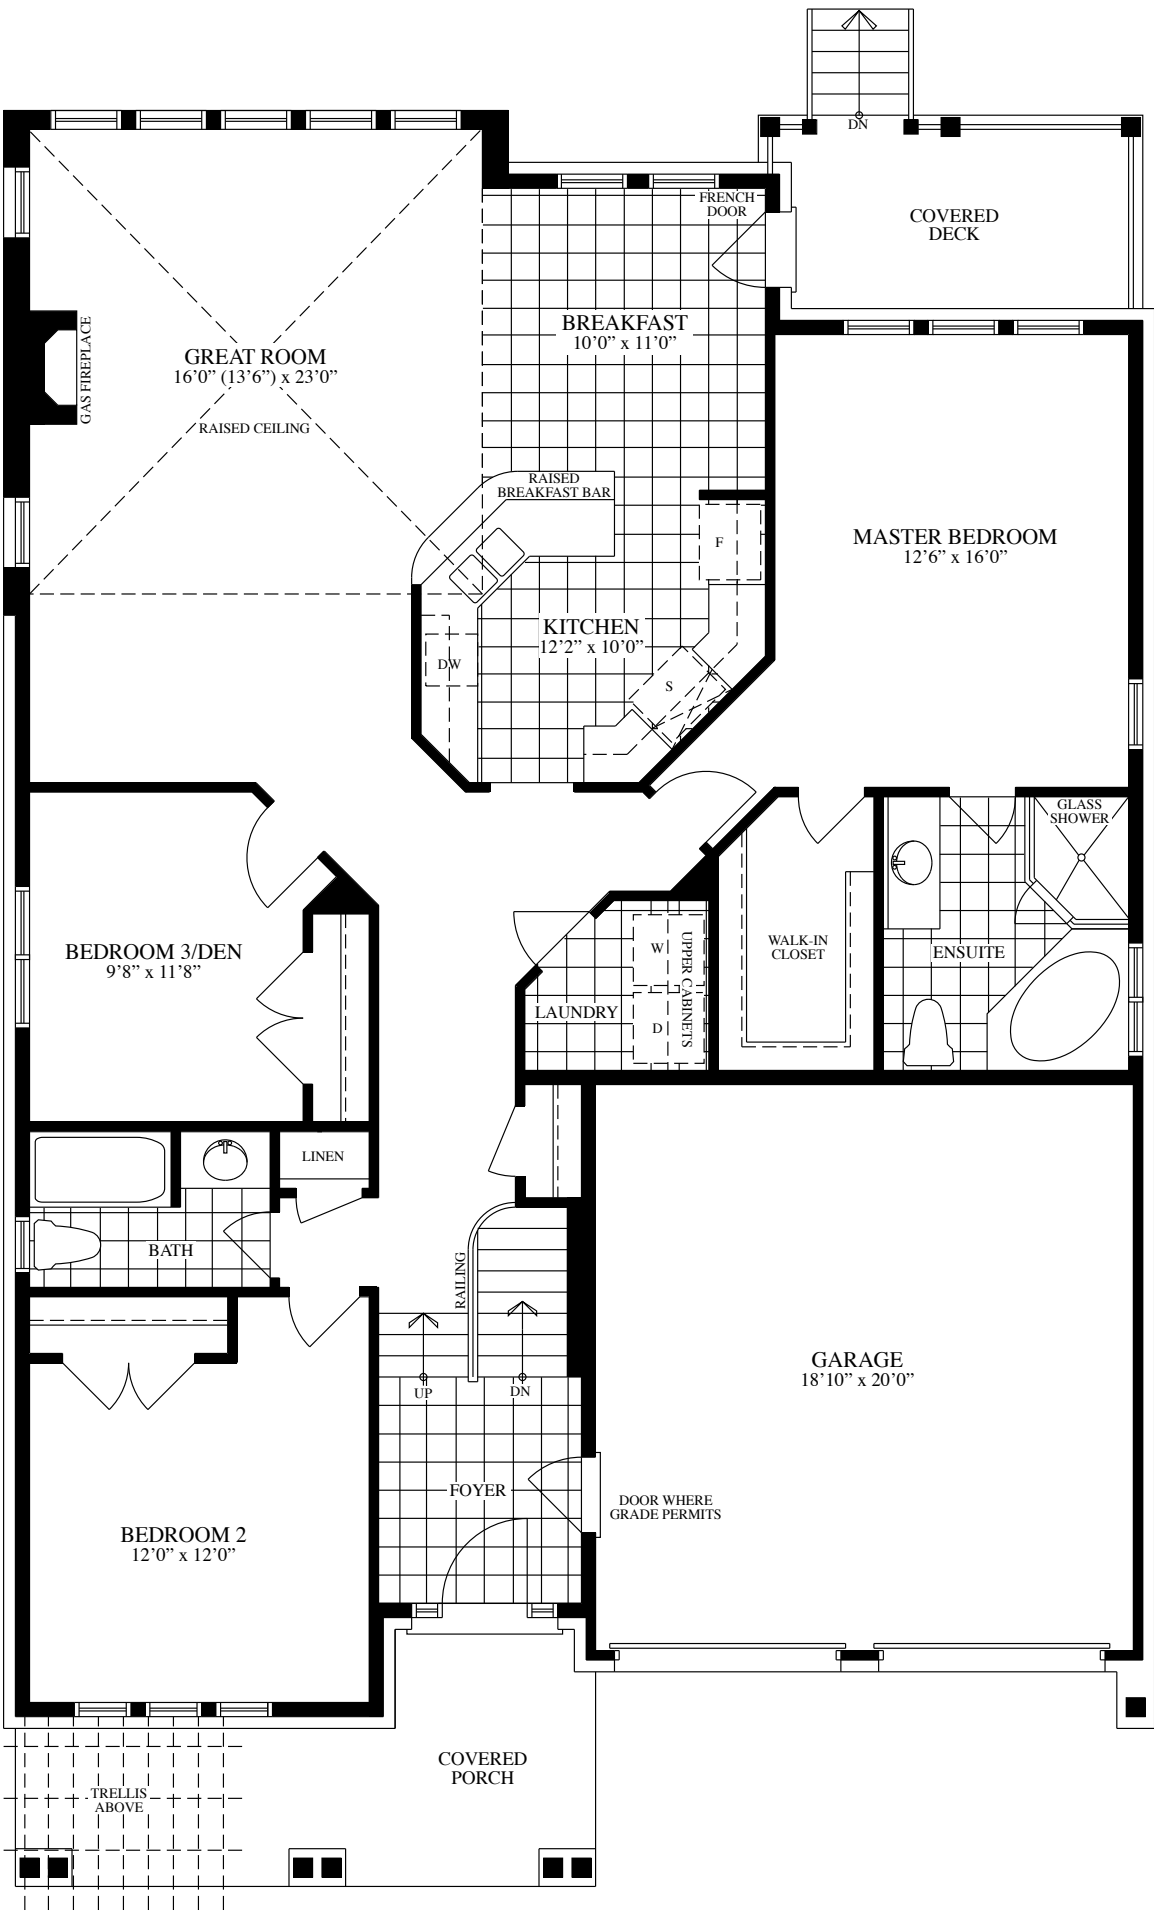 DN
FRENCH
DOOR
COVERED
DECK
BREAKFAST
10’0” x 11’0”
GAS FIREPLACE
GREAT ROOM
16’0” (13’6”) x 23’0”
RAISED CEILING
RAISED
BREAKFAST BAR
F
MASTER BEDROOM
12’6” x 16’0”
KITCHEN
12’2” x 10’0”
DW
S
GLASS
SHOWER
BEDROOM 3/DEN
9’8” x 11’8”
W
UPPER CABINETS
WALK-IN
CLOSET
ENSUITE
LAUNDRY
D
LINEN
BATH
RAILING
GARAGE
18’10” x 20’0”
UP
DN
FOYER
DOOR WHERE
GRADE PERMITS
BEDROOM 2
12’0” x 12’0”
COVERED
PORCH
TRELLIS
ABOVE